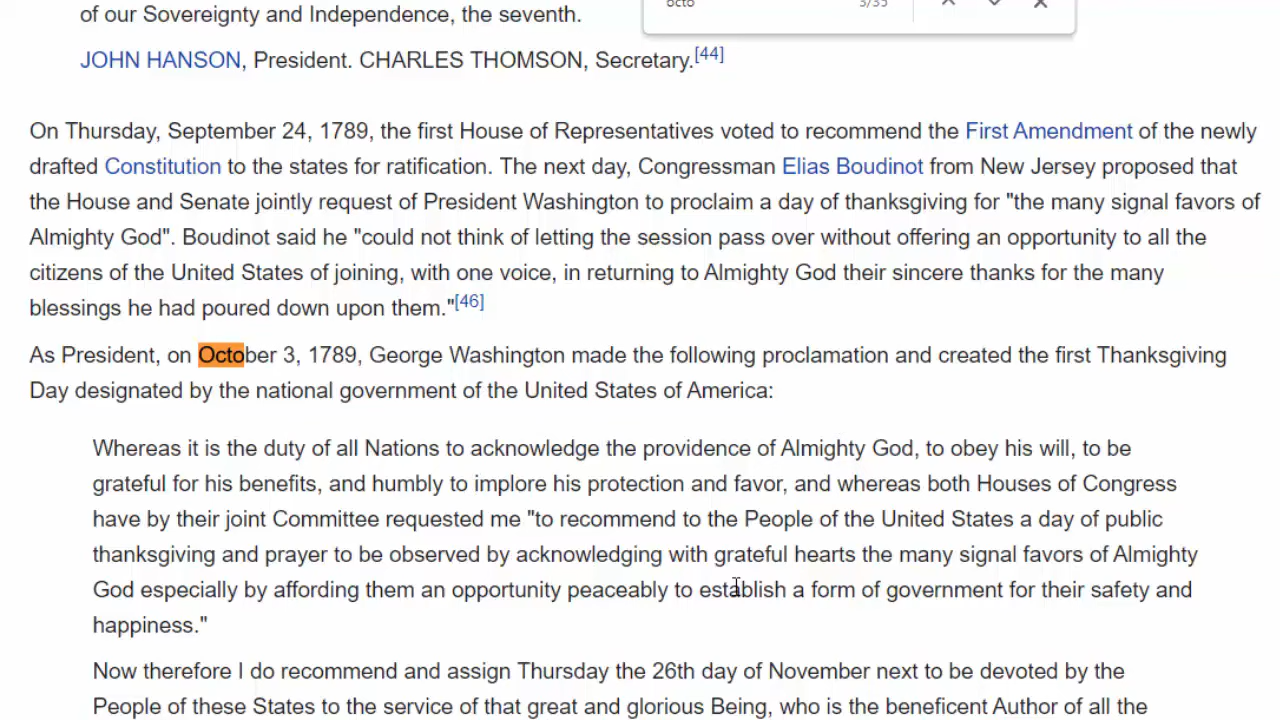 of our Sovereignty and Independence, the seventh.
octo 3/35
JOHN HANSON, President. CHARLES THOMSON, Secretary.[44]
On Thursday, September 24, 1789, the first House of Representatives voted to recommend the First Amendment of the newly
drafted Constitution to the states for ratification. The next day, Congressman Elias Boudinot from New Jersey proposed that
the House and Senate jointly request of President Washington to proclaim a day of thanksgiving for "the many signal favors of
Almighty God". Boudinot said he "could not think of letting the session pass over without offering an opportunity to all the
citizens of the United States of joining, with one voice, in returning to Almighty God their sincere thanks for the many
blessings he had poured down upon them."[46]
As President, on October 3, 1789, George Washington made the following proclamation and created the first Thanksgiving
Day designated by the national government of the United States of America:
Whereas it is the duty of all Nations to acknowledge the providence of Almighty God, to obey his will, to be
grateful for his benefits, and humbly to implore his protection and favor, and whereas both Houses of Congress
have by their joint Committee requested me "to recommend to the People of the United States a day of public
thanksgiving and prayer to be observed by acknowledging with grateful hearts the many signal favors of Almighty
God especially by affording them an opportunity peaceably to establish a form of government for their safety and
happiness."
Now therefore I do recommend and assign Thursday the 26th day of November next to be devoted by the
People of these States to the service of that great and glorious Being, who is the beneficent Author of all the